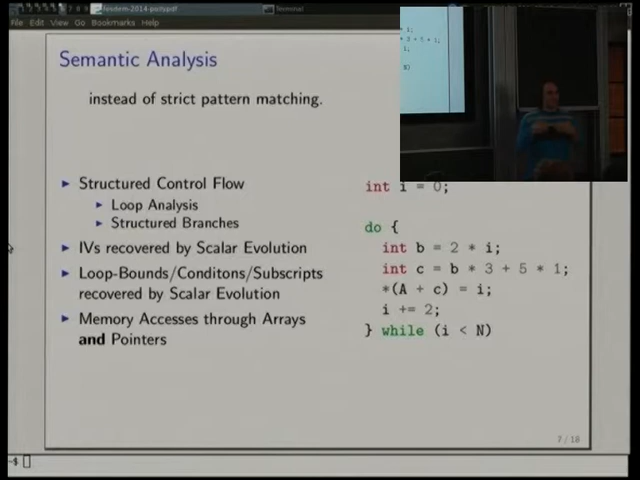 File Edit View Go Bookmarks Help
Semantic Analysis
instead of strict pattern matching.
Structured Control Flow
Loop Analysis
Structured Branches
IVs recovered by Scalar Evolution
Loop-Bounds/Conditons/Subscripts
recovered by Scalar Evolution
Memory Accesses through Arrays
and Pointers
int i = 0;
do {
int b = 2 * i;
int c = b * 3 + 5 * 1;
*(A + c) = i;
i += 2;
} while (i < N)
7 / 18
~$